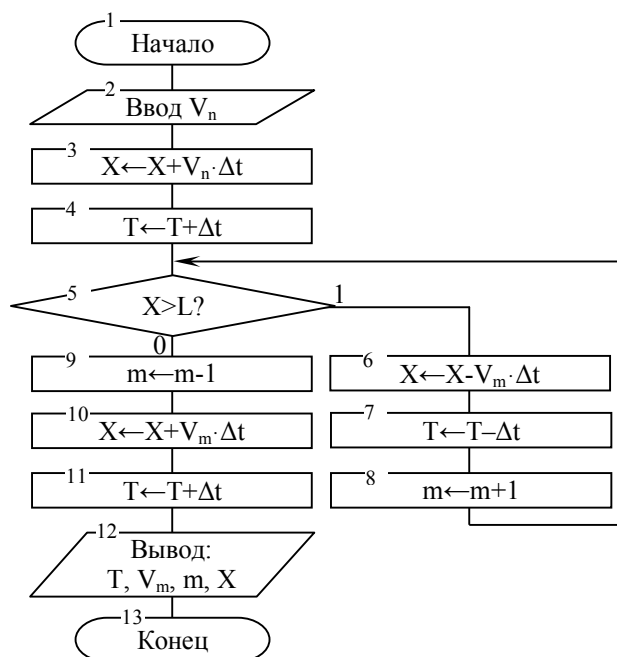 1
Начало
2
Ввод Vₙ
3
X←X+Vₙ·Δt
4
T←T+Δt
5
X>L?
1
0
9
m←m-1
10
X←X+Vₘ·Δt
11
T←T+Δt
6
X←X-Vₘ·Δt
7
T←T–Δt
8
m←m+1
12
Вывод:
T, Vₘ, m, X
13
Конец